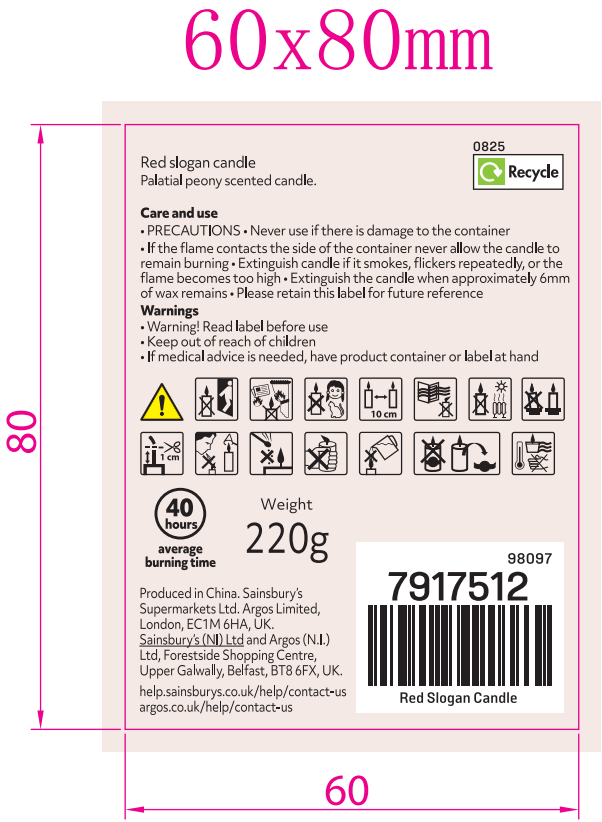 60x80mm
80
0825
Recycle
Red slogan candle
Palatial peony scented candle.
Care and use
• PRECAUTIONS • Never use if there is damage to the container
• If the flame contacts the side of the container never allow the candle to
remain burning • Extinguish candle if it smokes, flickers repeatedly, or the
flame becomes too high • Extinguish the candle when approximately 6mm
of wax remains • Please retain this label for future reference
Warnings
• Warning! Read label before use
• Keep out of reach of children
• If medical advice is needed, have product container or label at hand
10 cm
1 cm
40
hours
average
burning time
Weight
220g
Produced in China. Sainsbury's
Supermarkets Ltd. Argos Limited,
London, EC1M 6HA, UK.
Sainsbury's (NI) Ltd and Argos (N.I.)
Ltd, Forestside Shopping Centre,
Upper Galwally, Belfast, BT8 6FX, UK.
help.sainsburys.co.uk/help/contact-us
argos.co.uk/help/contact-us
98097
7917512
Red Slogan Candle
60